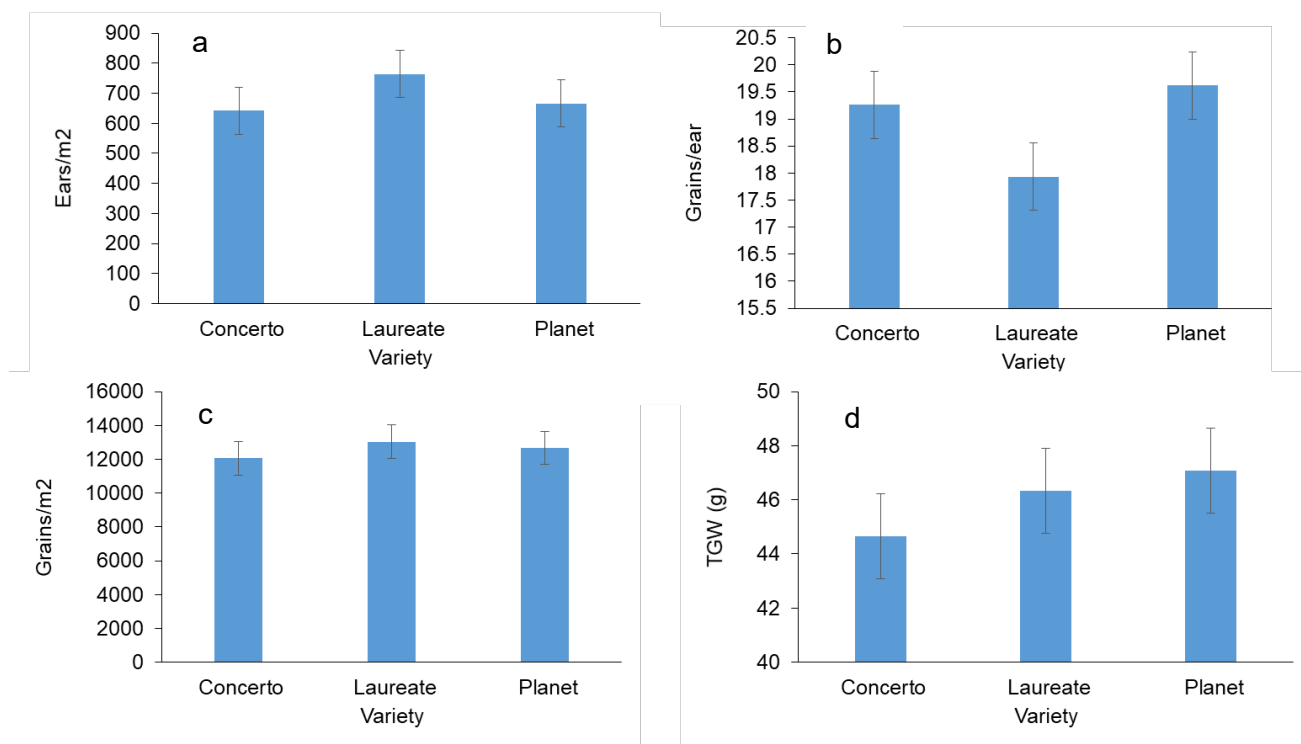 a
900
800
700
600
500
400
300
200
100
0
Ears/m2
Concerto Laureate Planet
Variety
b
20.5
20
19.5
19
18.5
18
17.5
17
16.5
16
15.5
Grains/ear
Concerto Laureate Planet
Variety
c
16000
14000
12000
10000
8000
6000
4000
2000
0
Grains/m2
Concerto Laureate Planet
Variety
d
50
48
46
44
42
40
TGW (g)
Concerto Laureate Planet
Variety